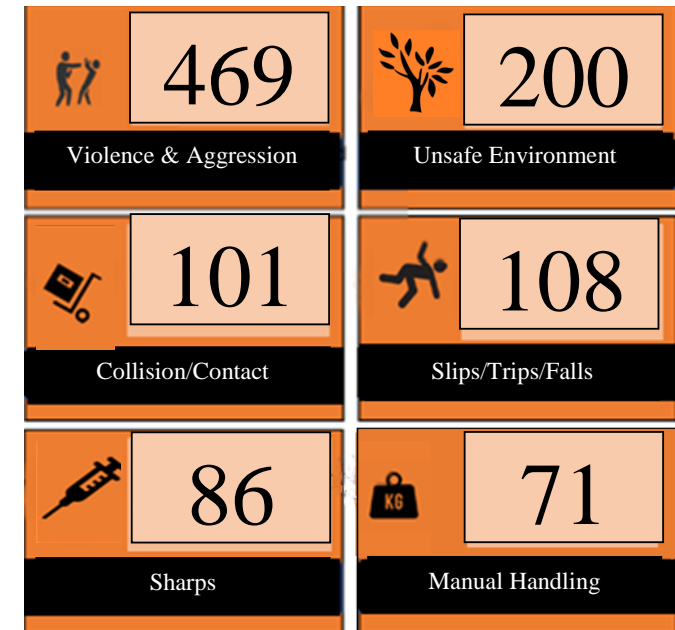 469
Violence & Aggression
200
Unsafe Environment
101
Collision/Contact
108
Slips/Trips/Falls
86
Sharps
KG
71
Manual Handling